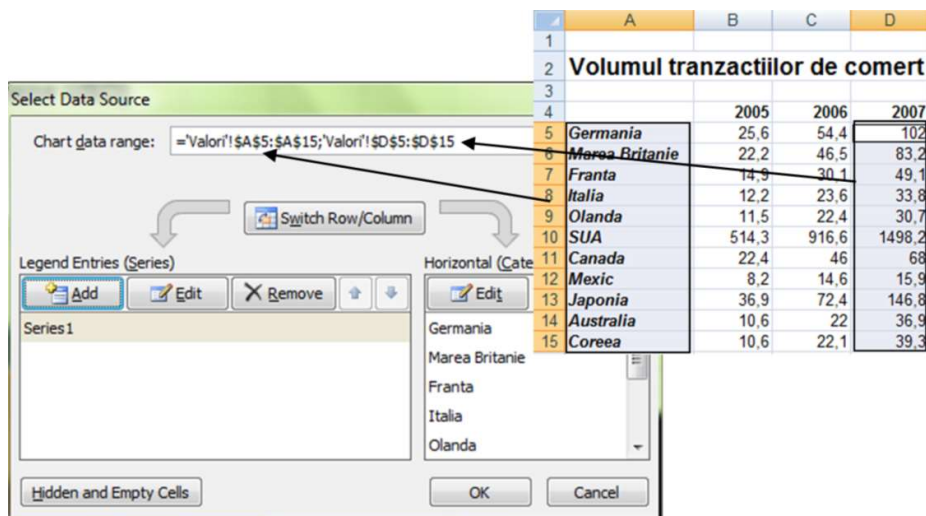 A B C D
1
2 Volumul tranzactiilor de comert
3
4 2005 2006 2007
5 Germania 25,6 54,4 102
6 Marea Britanie 22,2 46,5 83,2
7 Franta 14,9 30,1 49,1
8 Italia 12,2 23,6 33,8
9 Olanda 11,5 22,4 30,7
10 SUA 514,3 916,6 1498,2
11 Canada 22,4 46 68
12 Mexic 8,2 14,6 15,9
13 Japonia 36,9 72,4 146,8
14 Australia 10,6 22 36,9
15 Coreea 10,6 22,1 39,3
Select Data Source
Chart data range: ='Valori'!$A$5:$A$15;'Valori'!$D$5:$D$15
Switch Row/Column
Legend Entries (Series)
Add Edit Remove
Series1
Horizontal (Cate
Edit
Germania
Marea Britanie
Franta
Italia
Olanda
Hidden and Empty Cells
OK Cancel